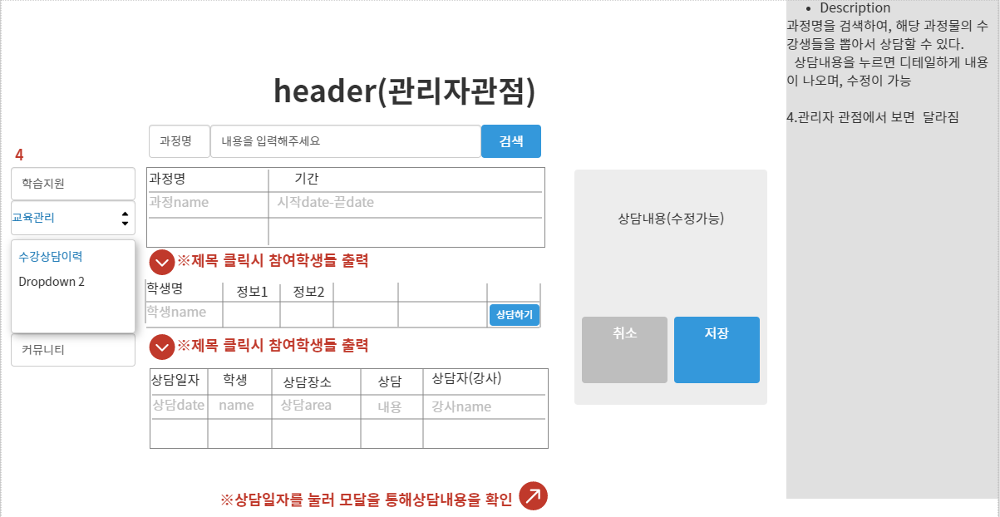 header(관리자관점)
과정명
내용을 입력해주세요
검색
4
학습지원
교육관리
수강상담이력
Dropdown 2
커뮤니티
과정명 기간
과정name 시작date-끝date
※제목 클릭시 참여학생들 출력
학생명 정보1 정보2
학생name 상담하기
※제목 클릭시 참여학생들 출력
상담일자 학생 상담장소 상담 상담자(강사)
상담date name 상담area 내용 강사name
※상담일자를 눌러 모달을 통해상담내용을 확인
상담내용(수정가능)
취소 저장
• Description
과정명을 검색하여, 해당 과정물의 수
강생들을 뽑아서 상담할 수 있다.
상담내용을 누르면 디테일하게 내용
이 나오며, 수정이 가능
4.관리자 관점에서 보면 달라짐